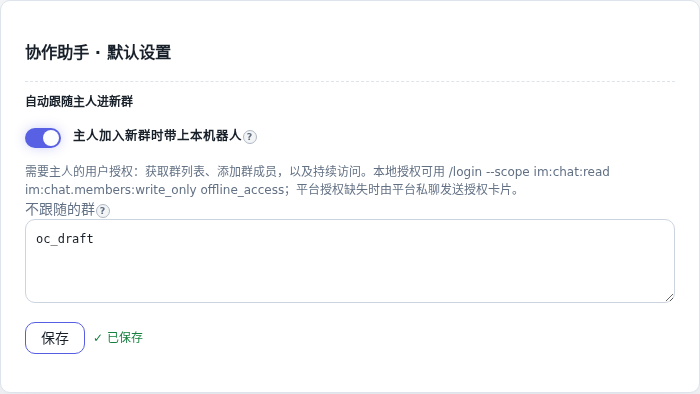 协作助手 · 默认设置
自动跟随主人进新群
主人加入新群时带上本机器人 ?
需要主人的用户授权：获取群列表、添加群成员，以及持续访问。本地授权可用 /login --scope im:chat:read
im:chat.members:write_only offline_access；平台授权缺失时由平台私聊发送授权卡片。
不跟随的群 ?
oc_draft
保存 ✓ 已保存